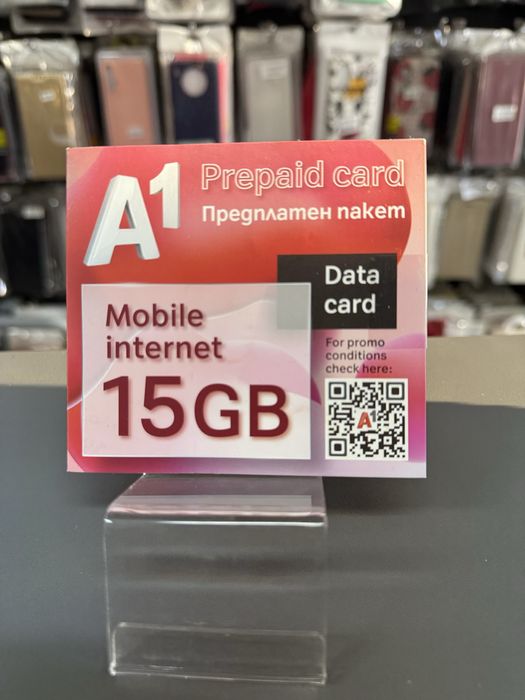 A1
Prepaid card
Предплатен пакет
Data
card
Mobile
internet
15GB
For promo
conditions
check here:
A1